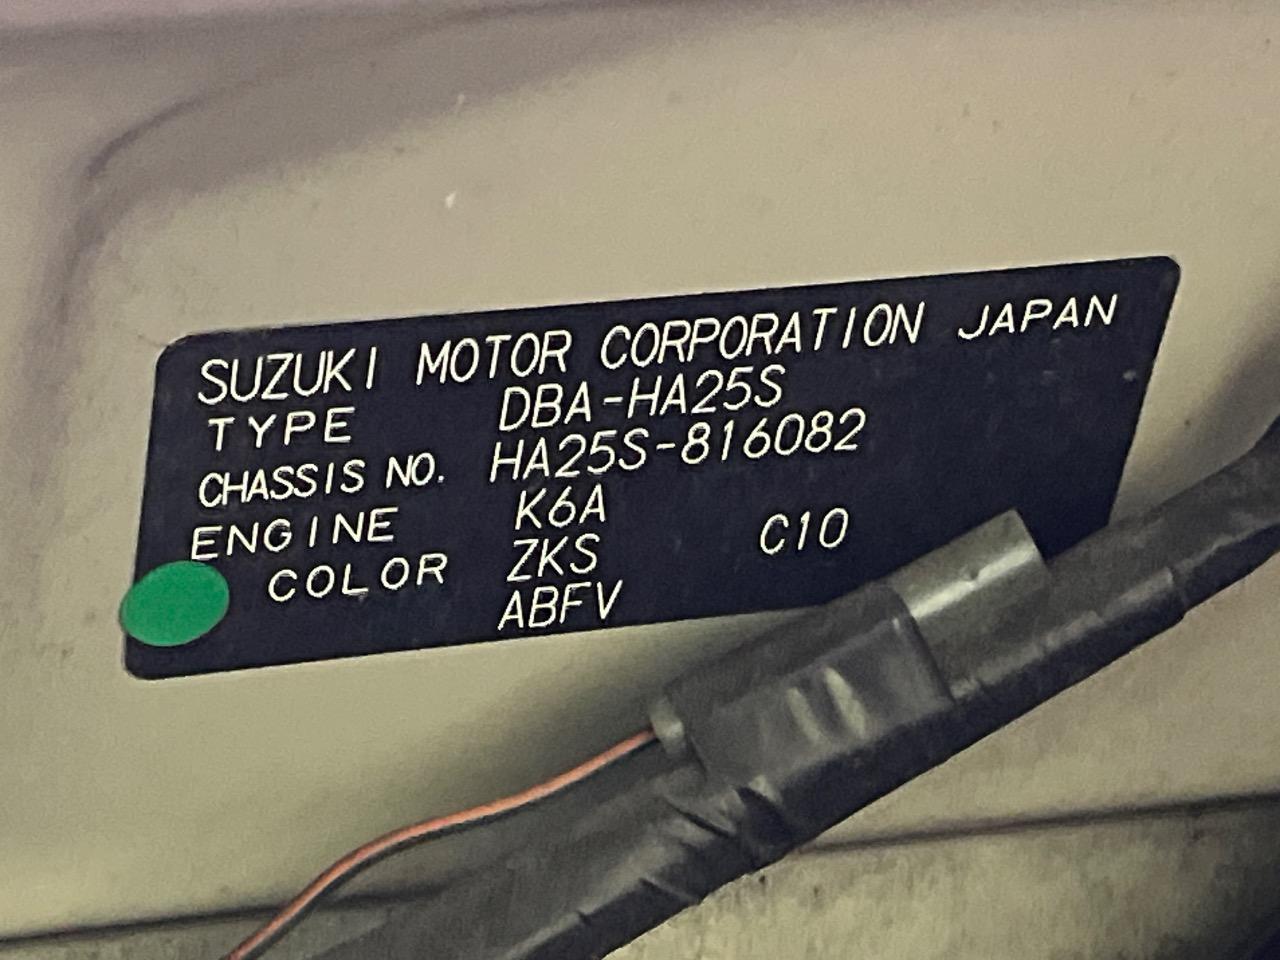 SUZUKI MOTOR CORPORATION JAPAN
TYPE DBA-HA25S
CHASSIS NO. HA25S-816082
ENGINE K6A
COLOR ZKS C10
ABFV